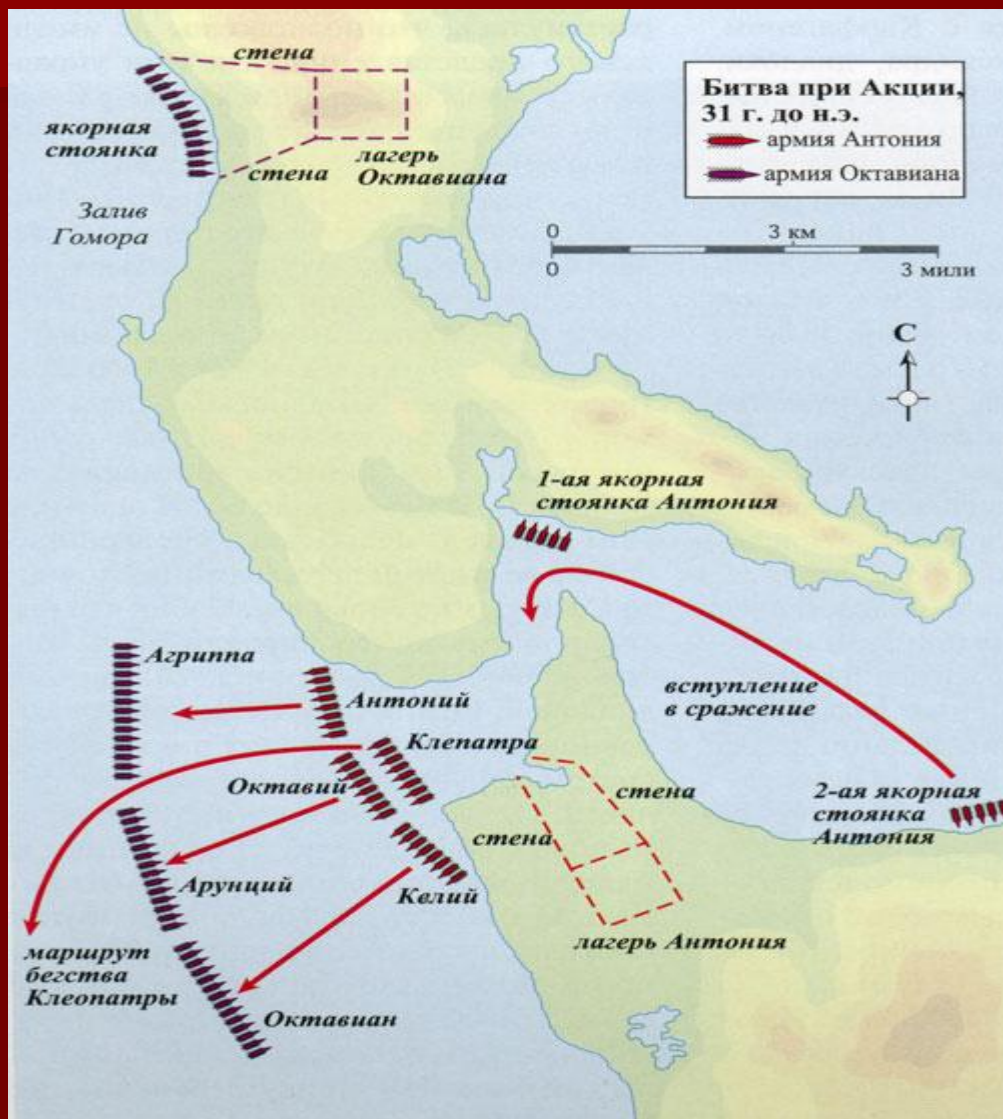 стена
якорная
стоянка
стена
лагерь
Октавиана
Залив
Гомора
Битва при Акции,
31 г. до н.э.
армия Антония
армия Октавиана
0 3 км
0 3 мили
С
1-ая якорная
стоянка Антония
Агриппа
Антоний
вступление
в сражение
Клепатра
Октавий
стена
стена
2-ая якорная
стоянка
Антония
Арунций
Келий
лагерь Антония
маршрут
бегства
Клеопатры
Октавиан